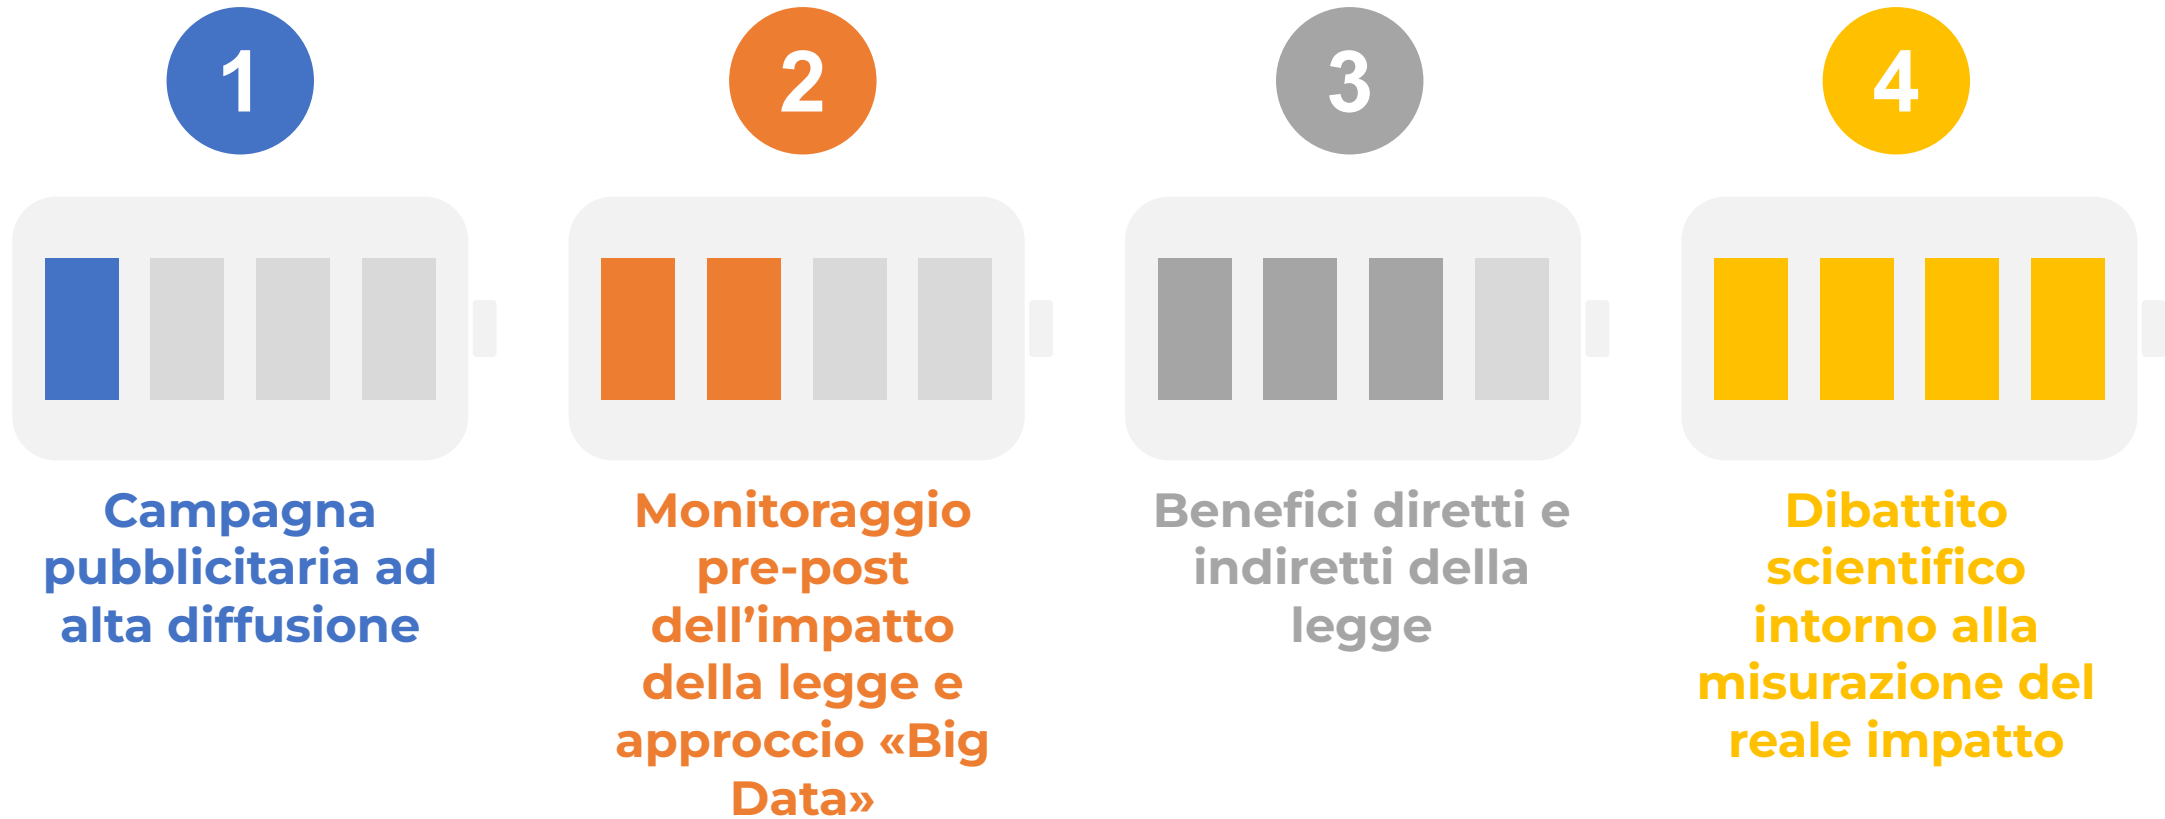 1
Campagna
pubblicitaria ad
alta diffusione
2
Monitoraggio
pre-post
dell’impatto
della legge e
approccio «Big
Data»
3
Benefici diretti e
indiretti della
legge
4
Dibattito
scientifico
intorno alla
misurazione del
reale impatto